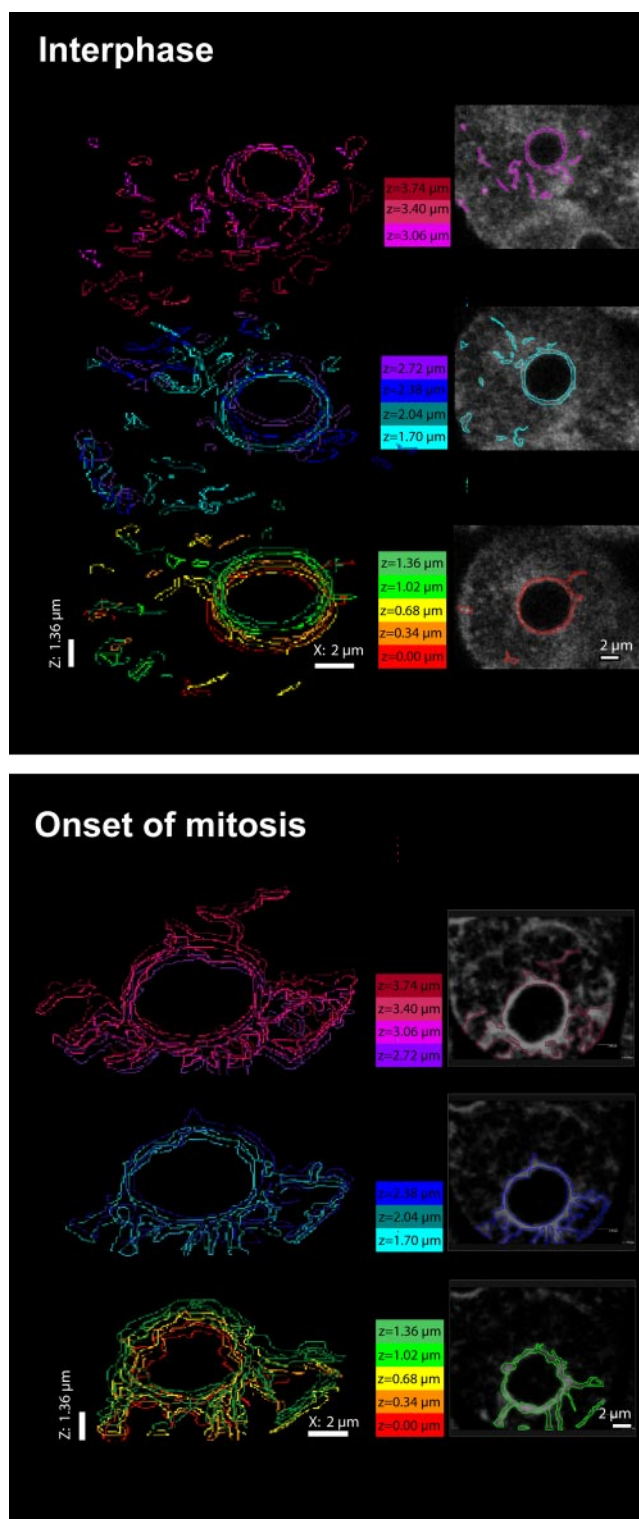 Interphase
z=3.74 µm
z=3.40 µm
z=3.06 µm
z=2.72 µm
z=2.38 µm
z=2.04 µm
z=1.70 µm
z=1.36 µm
z=1.02 µm
z=0.68 µm
z=0.34 µm
z=0.00 µm
Z: 1.36 µm
X: 2 µm
2 µm
Onset of mitosis
z=3.74 µm
z=3.40 µm
z=3.06 µm
z=2.72 µm
z=2.38 µm
z=2.04 µm
z=1.70 µm
z=1.36 µm
z=1.02 µm
z=0.68 µm
z=0.34 µm
z=0.00 µm
Z: 1.36 µm
X: 2 µm
2 µm